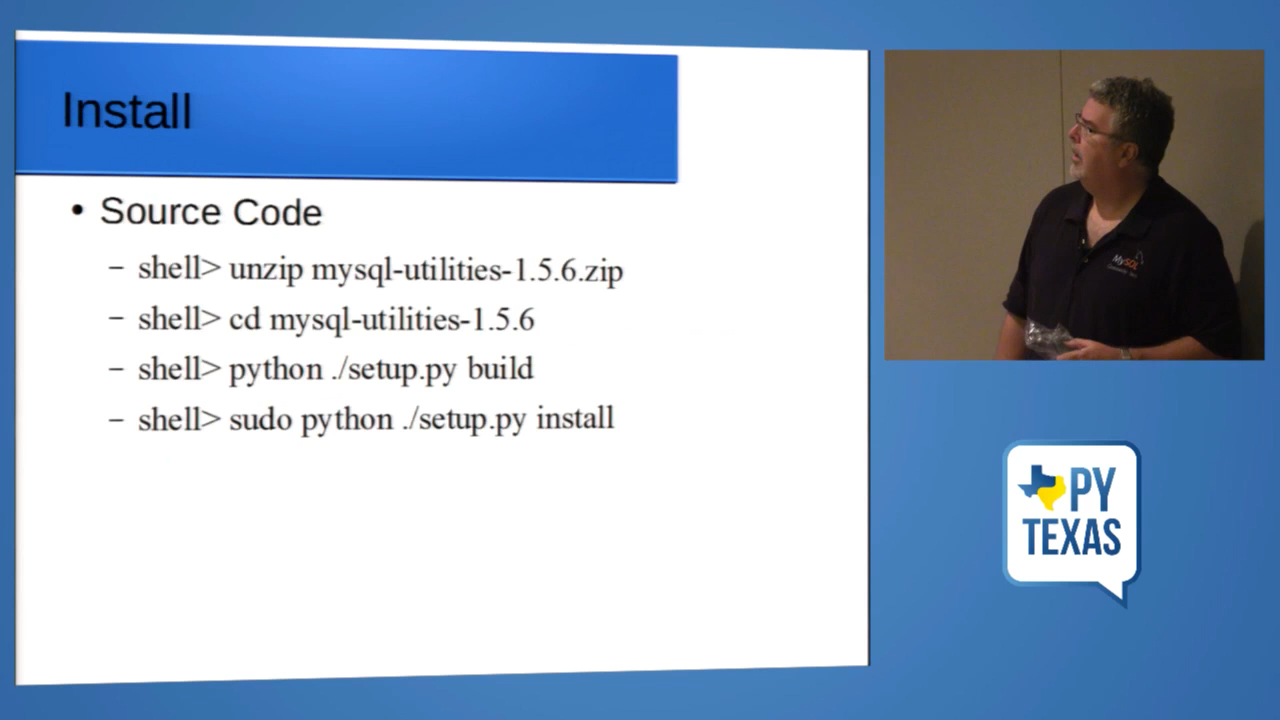 Install
• Source Code
– shell> unzip mysql-utilities-1.5.6.zip
– shell> cd mysql-utilities-1.5.6
– shell> python ./setup.py build
– shell> sudo python ./setup.py install
MySQL
PY
TEXAS